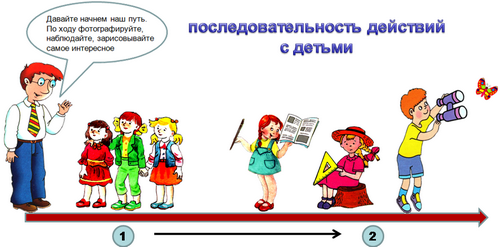 Давайте начнем наш путь.
По ходу фотографируйте,
наблюдайте, зарисовывайте
самое интересное
последовательность действий
с детьми
1
2